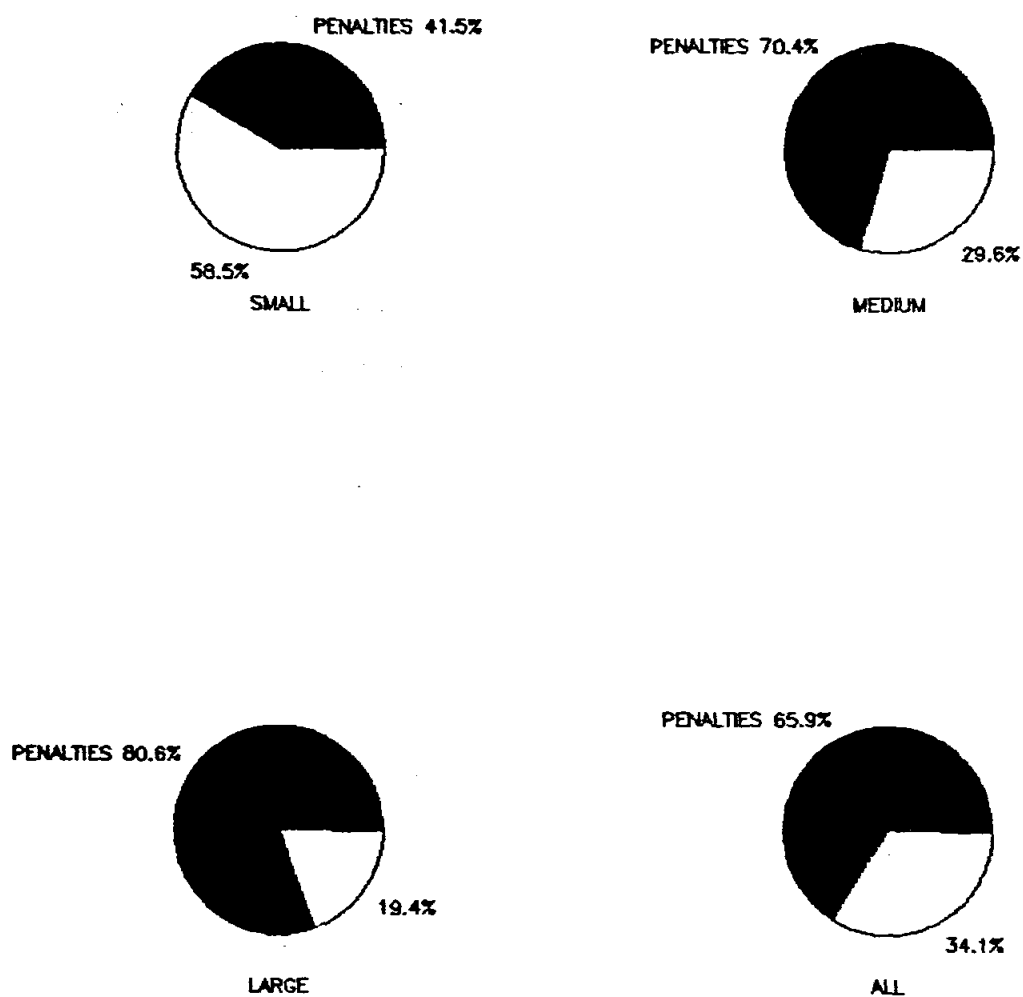 PENALTIES 41.5%
58.5%
SMALL
PENALTIES 70.4%
29.6%
MEDIUM
PENALTIES 80.6%
19.4%
LARGE
PENALTIES 65.9%
34.1%
ALL